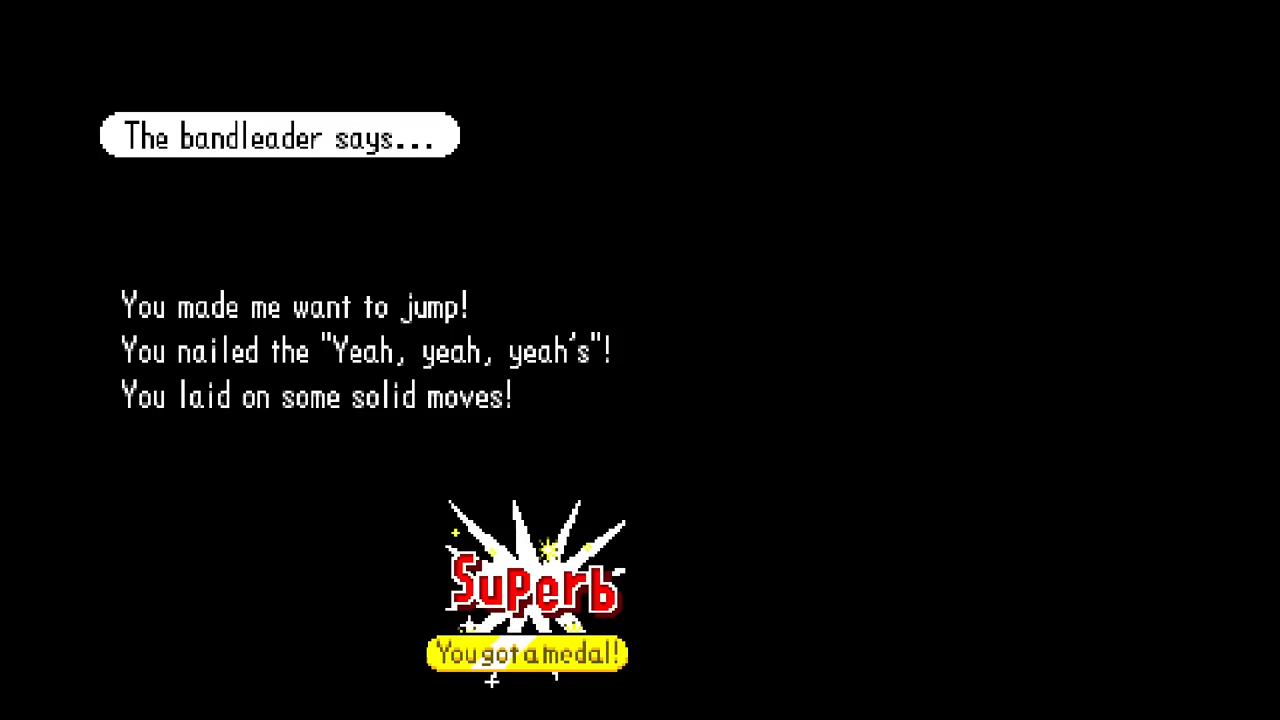 The bandleader says...
You made me want to jump!
You nailed the "Yeah, yeah, yeah's"!
You laid on some solid moves!
Superb
You got a medal!